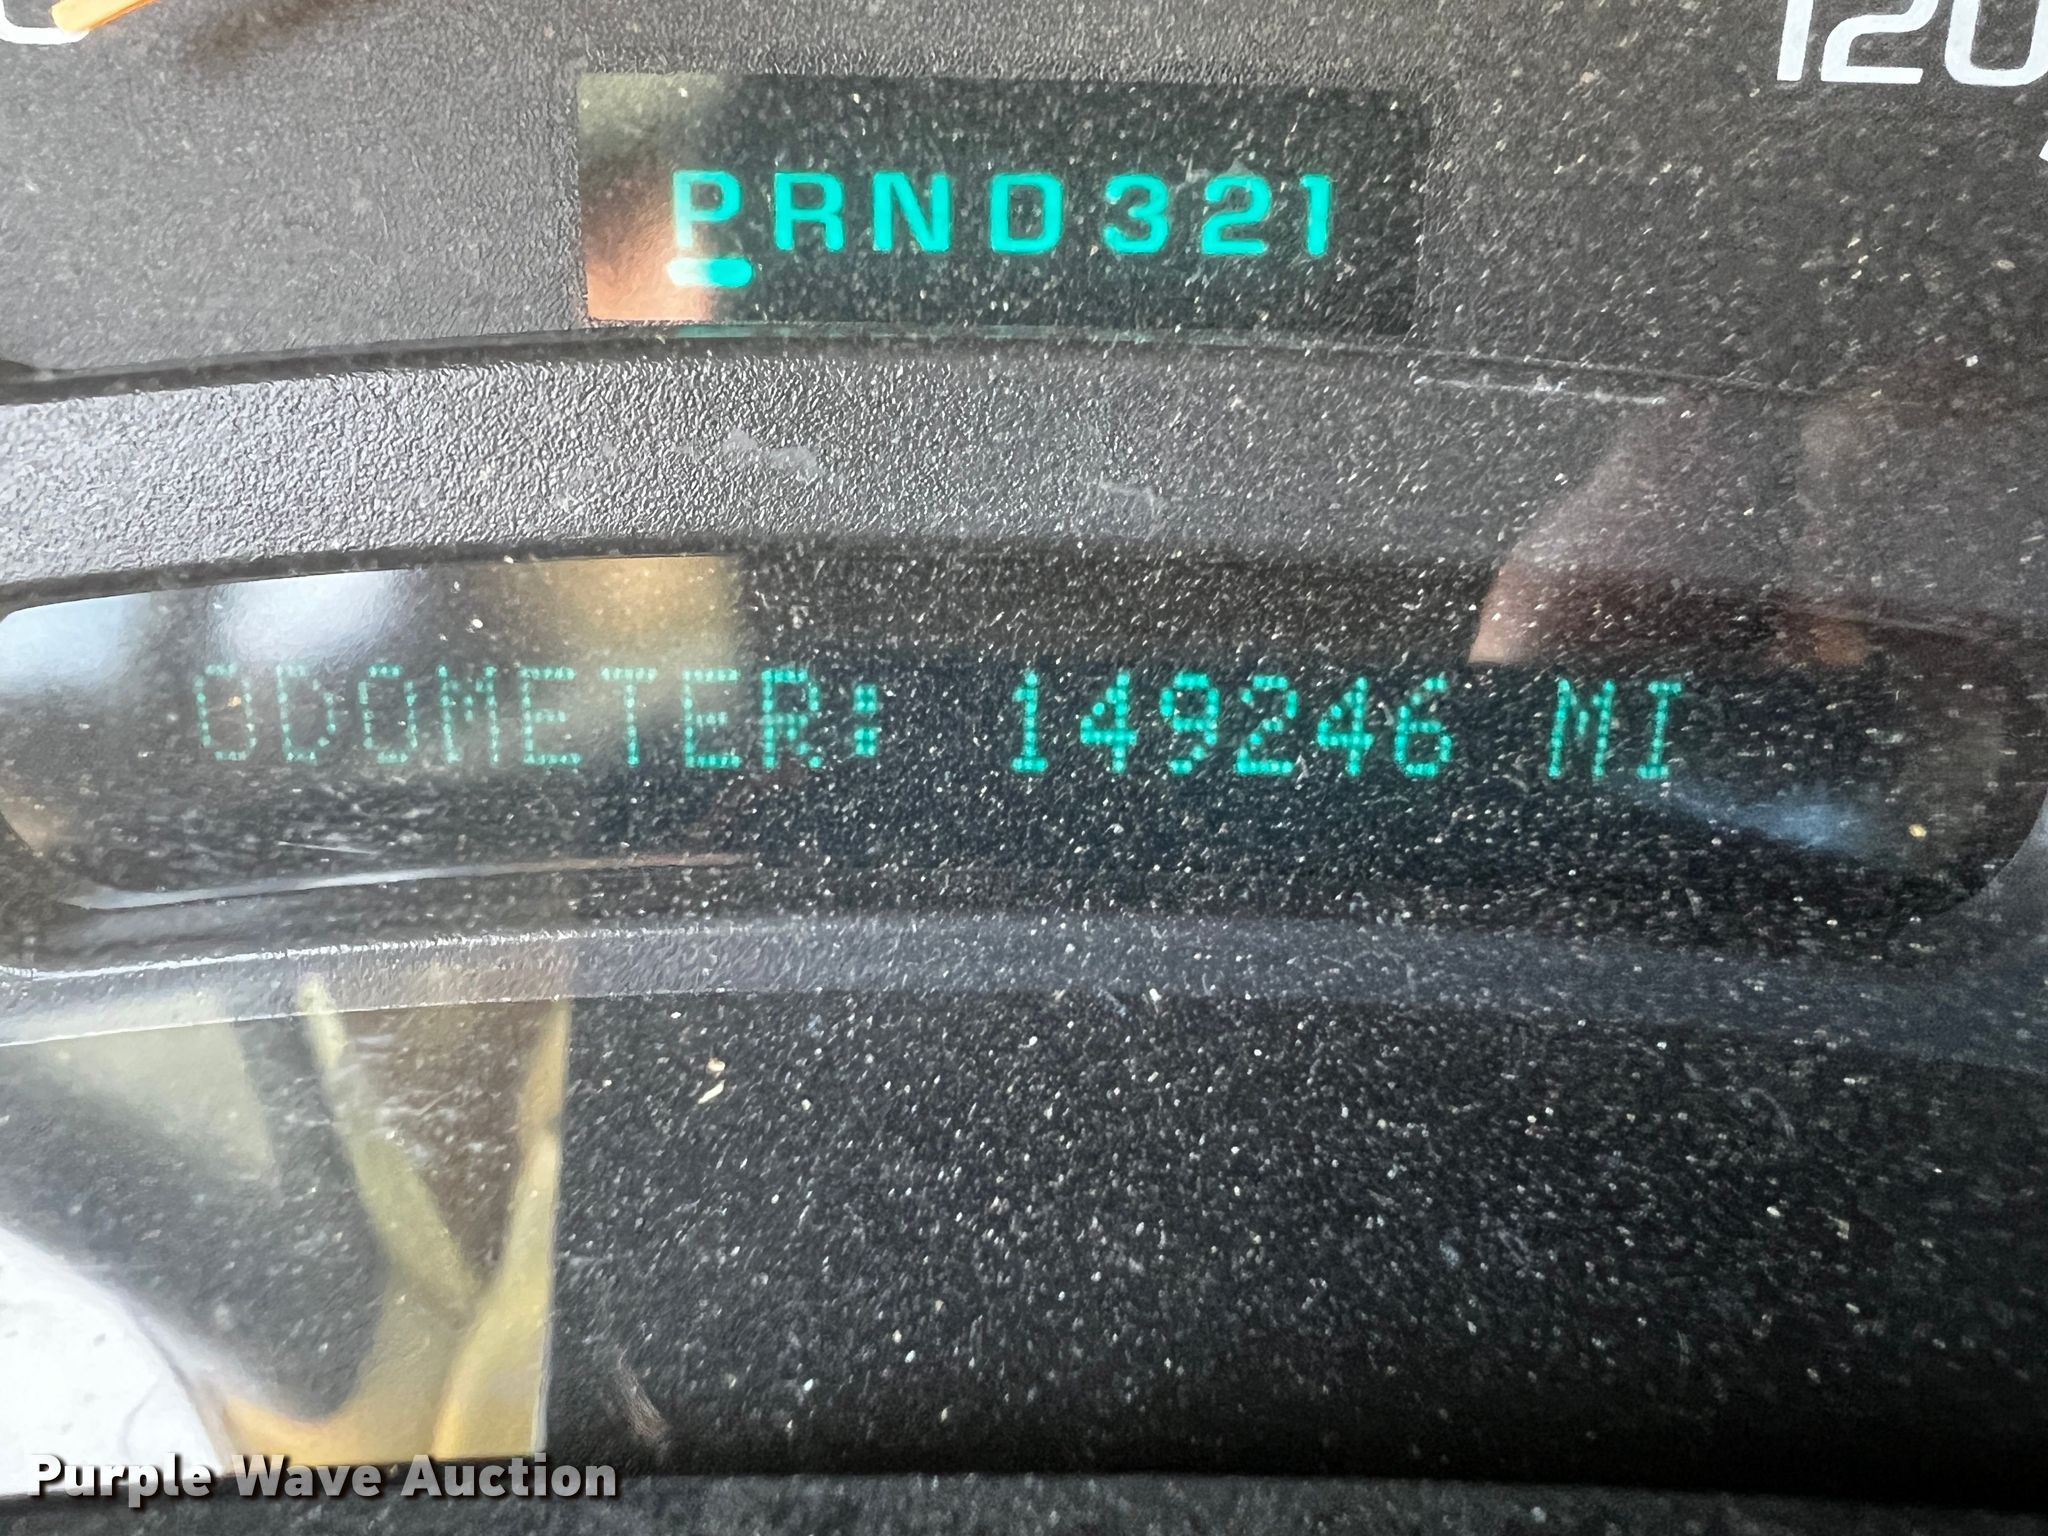 120
PRND321
ODOMETER: 149246 MI
Purple Wave Auction